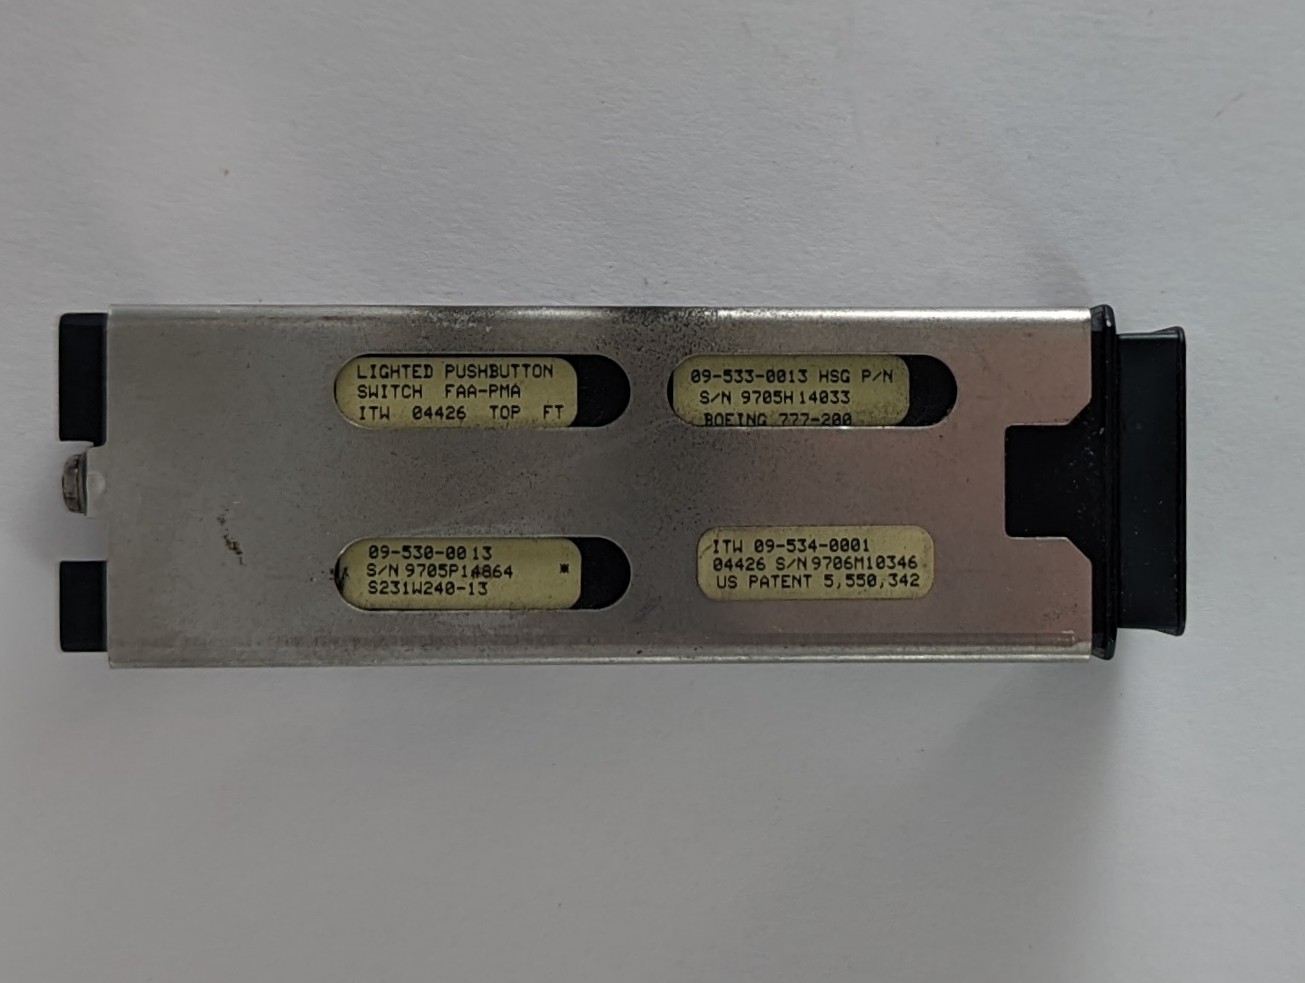 LIGHTED PUSHBUTTON
SWITCH FAA-PMA
ITW 04426 TOP FT
09-533-0013 HSG P/N
S/N 9705H14033
BOEING 777-200
09-530-0013
S/N 9705P14864 *
S231W240-13
ITW 09-534-0001
04426 S/N 9706M10346
US PATENT 5,550,342